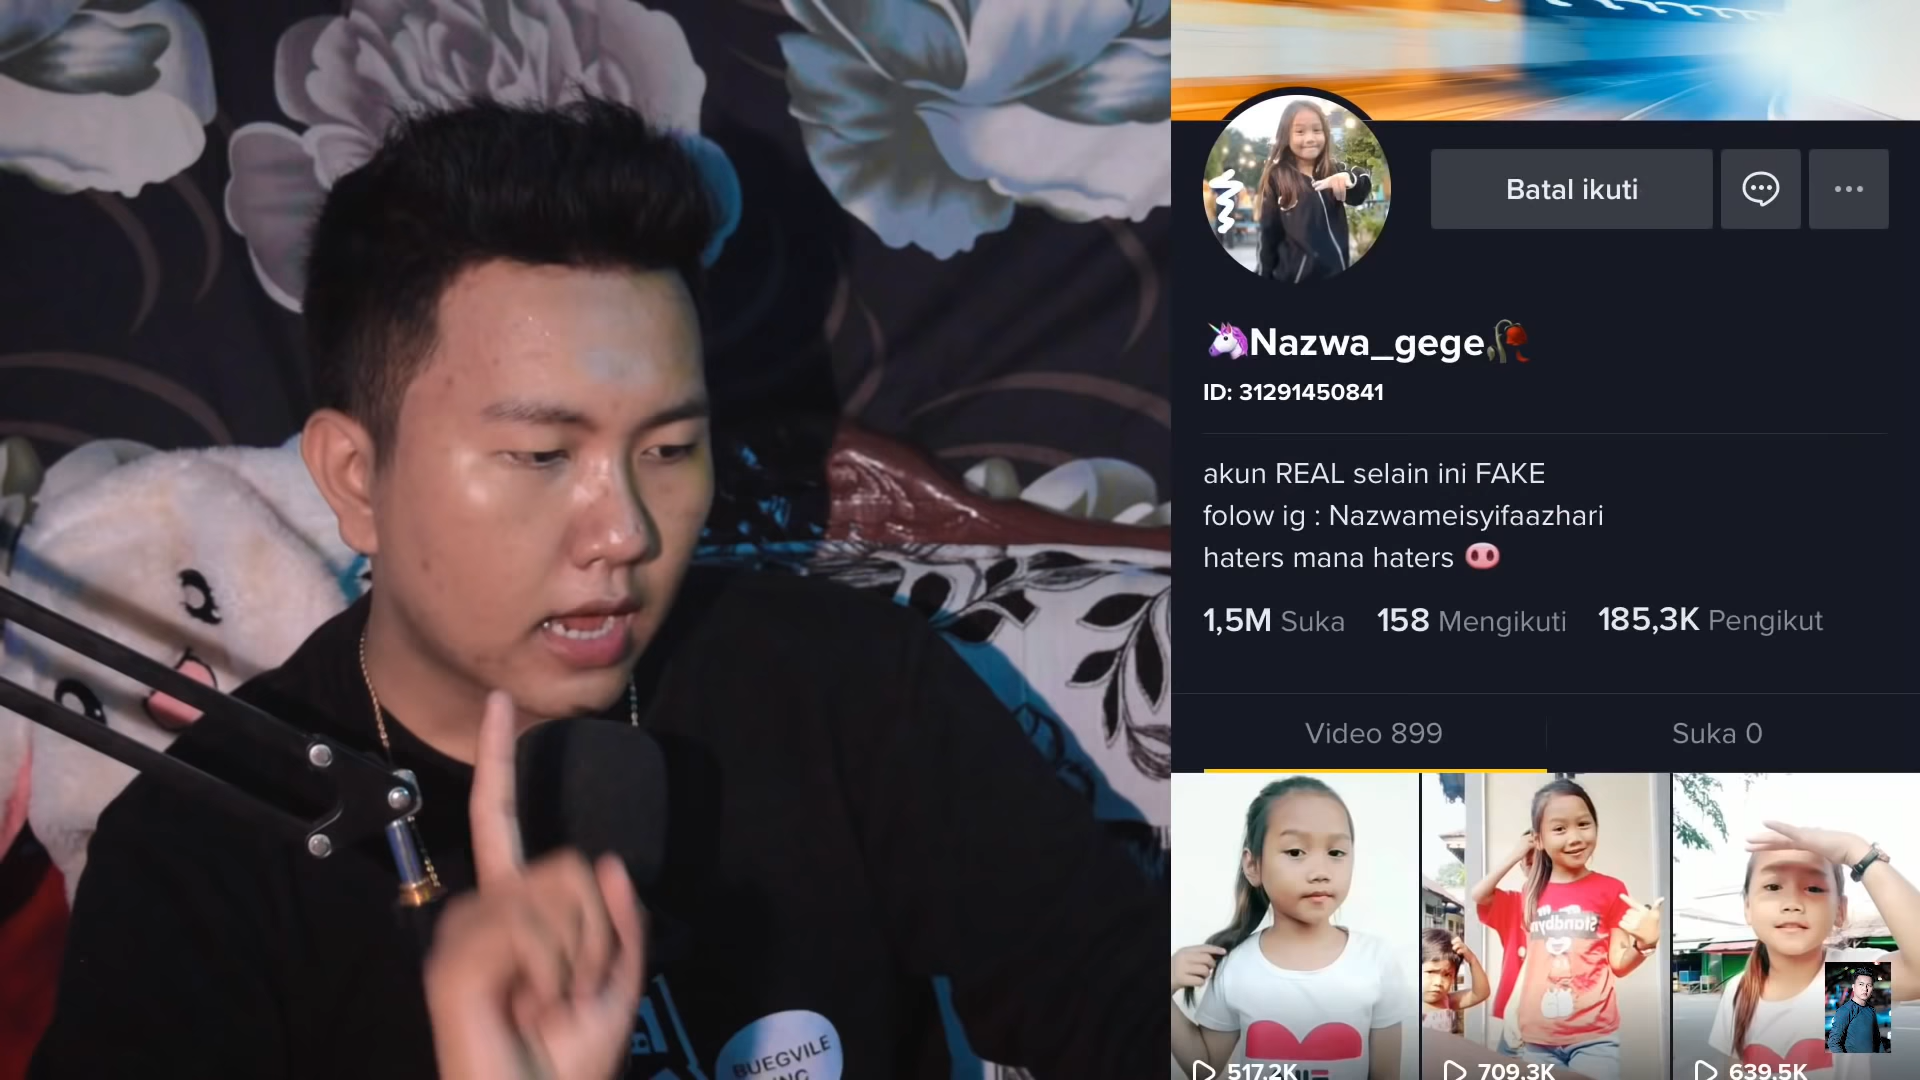 Batal ikuti
🦄Nazwa_gege🥀
ID: 31291450841
akun REAL selain ini FAKE
folow ig : Nazwameisyifaazhari
haters mana haters 🐽
1,5M Suka 158 Mengikuti 185,3K Pengikut
Video 899 Suka 0
Standby
517.2K 709.3K 639.5K
BUEGVILE